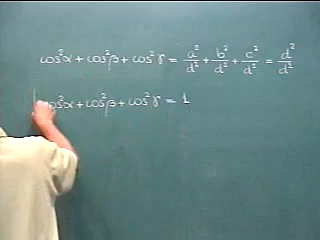 cos²α + cos²β + cos²γ = a²/d² + b²/d² + c²/d² = d²/d²
cos²α + cos²β + cos²γ = 1